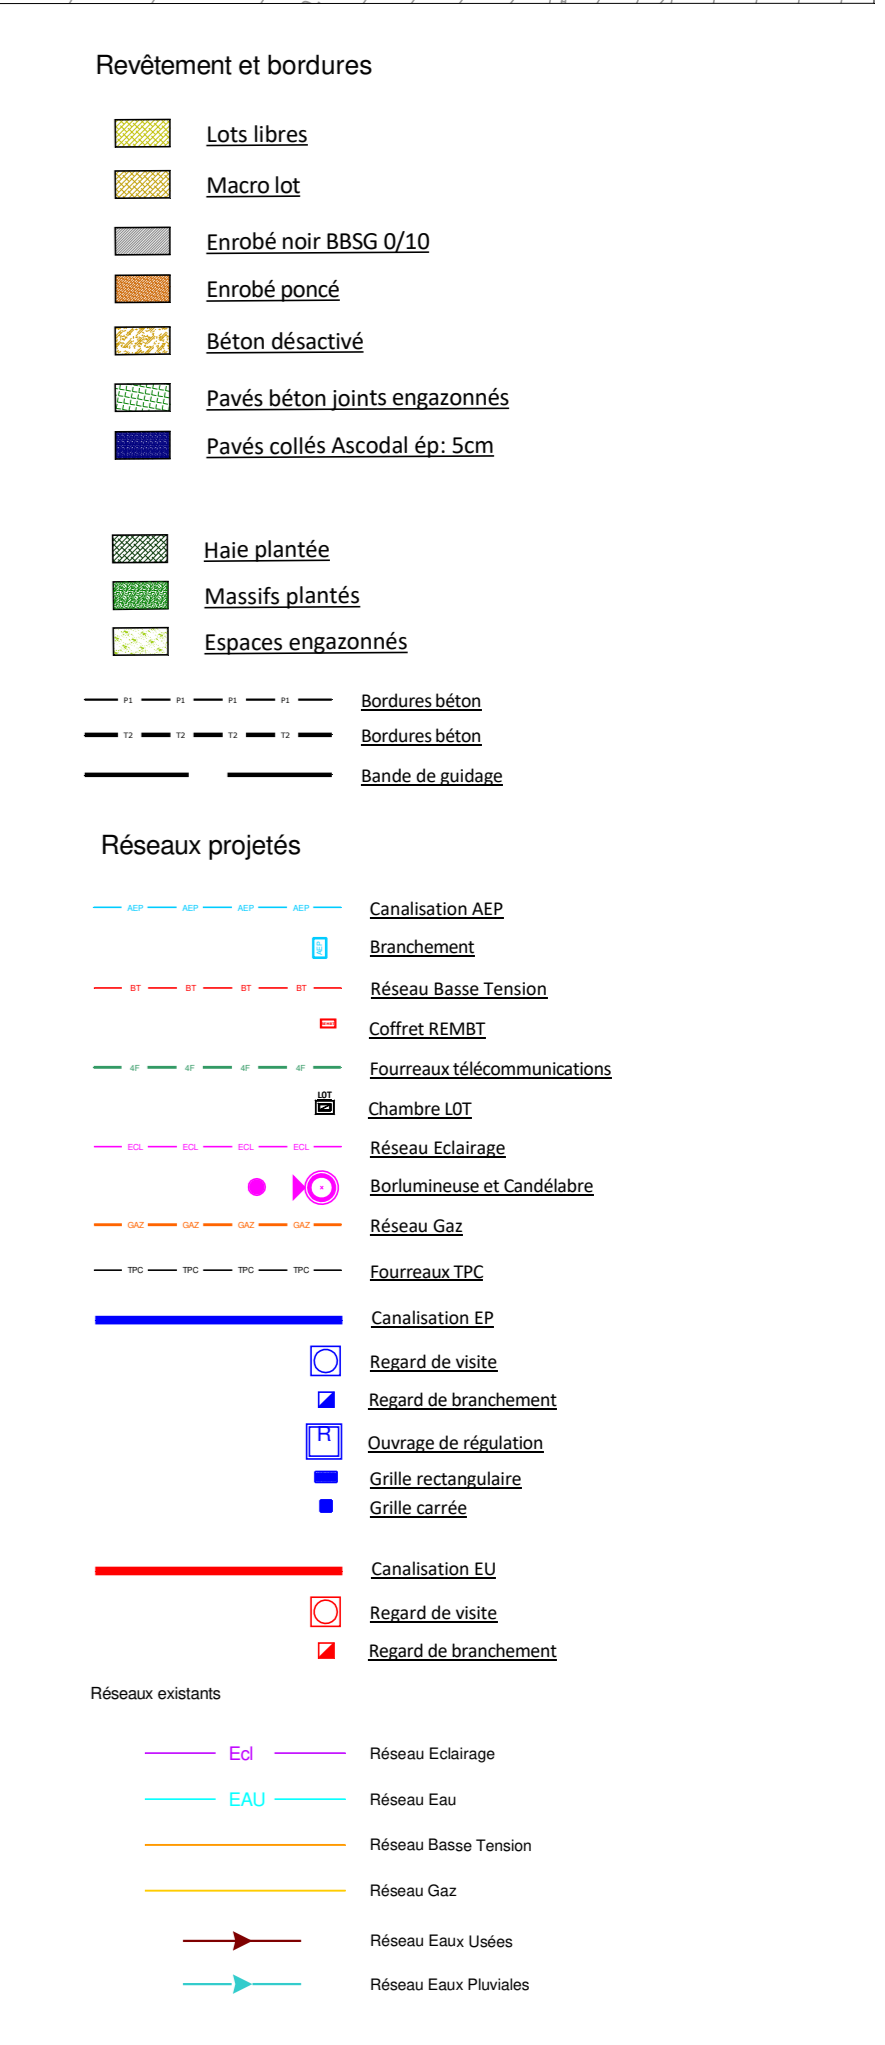 Revêtement et bordures
Lots libres
Macro lot
Enrobé noir BBSG 0/10
Enrobé poncé
Béton désactivé
Pavés béton joints engazonnés
Pavés collés Ascodal ép: 5cm
Haie plantée
Massifs plantés
Espaces engazonnés
P1 P1 P1 P1 Bordures béton
T2 T2 T2 T2 Bordures béton
Bande de guidage
Réseaux projetés
AEP AEP AEP AEP Canalisation AEP
AEP Branchement
BT BT BT BT Réseau Basse Tension
Coffret REMBT
4F 4F 4F 4F Fourreaux télécommunications
L0T Chambre L0T
ECL ECL ECL ECL Réseau Eclairage
Borlumineuse et Candélabre
GAZ GAZ GAZ GAZ Réseau Gaz
TPC TPC TPC TPC Fourreaux TPC
Canalisation EP
Regard de visite
Regard de branchement
R Ouvrage de régulation
Grille rectangulaire
Grille carrée
Canalisation EU
Regard de visite
Regard de branchement
Réseaux existants
Ecl Réseau Eclairage
EAU Réseau Eau
Réseau Basse Tension
Réseau Gaz
Réseau Eaux Usées
Réseau Eaux Pluviales